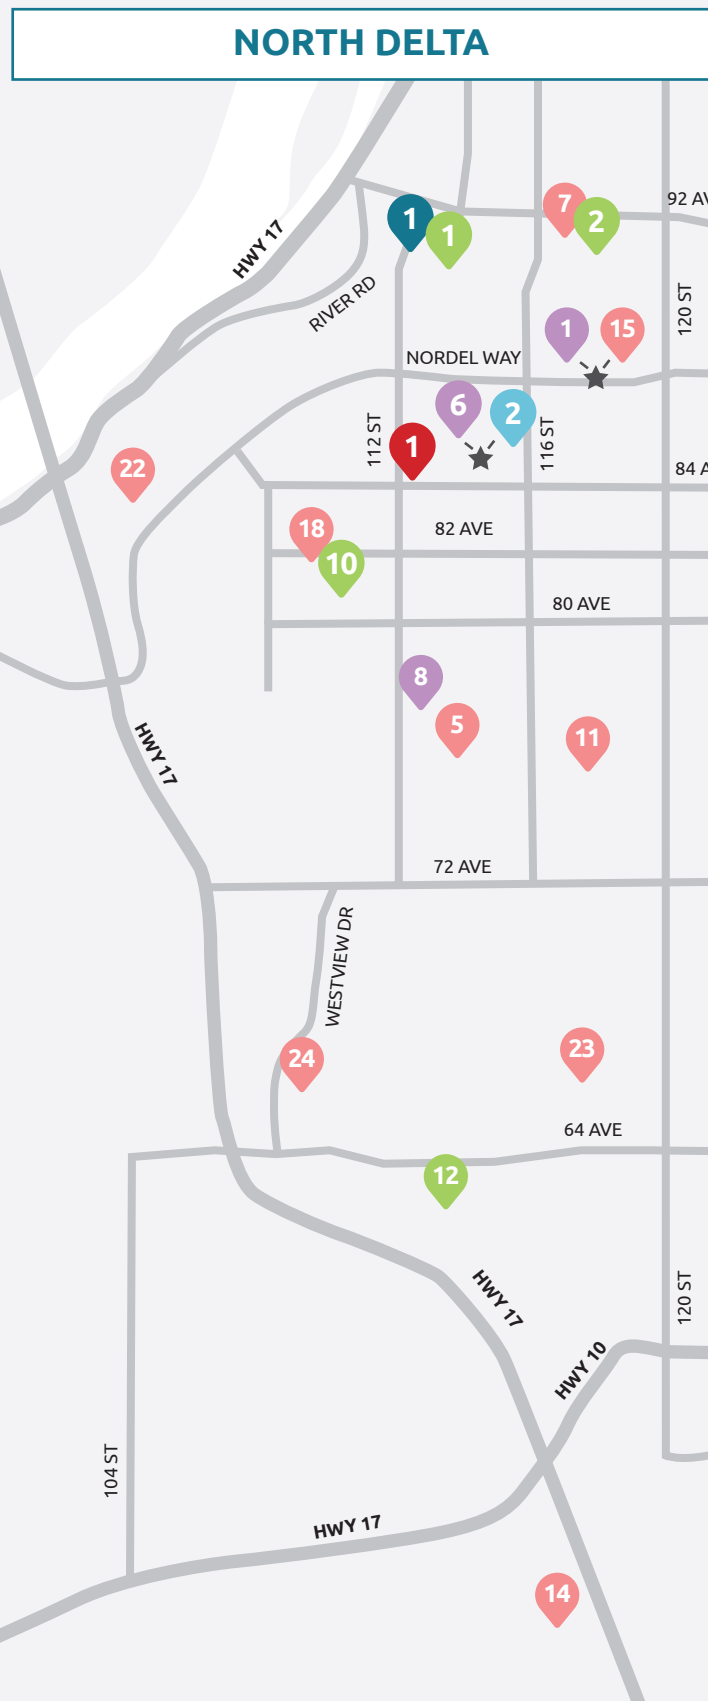 NORTH DELTA
92 AV
7
1
2
1
HWY 17
120 ST
RIVER RD
1
15
NORDEL WAY
6
2
112 ST
1
116 ST
22
84 A
18
82 AVE
10
80 AVE
8
5
11
HWY 17
72 AVE
WESTVIEW DR
24
23
64 AVE
12
HWY 17
120 ST
HWY 10
104 ST
HWY 17
14